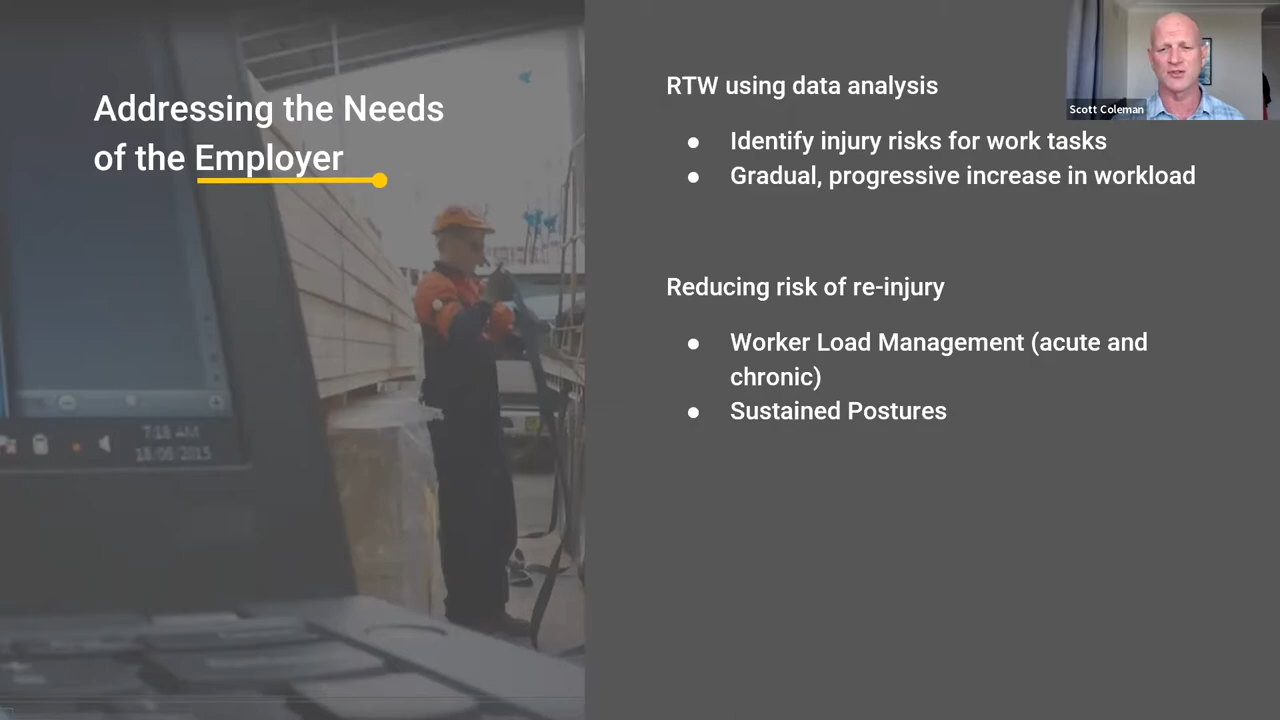 Addressing the Needs
of the Employer
RTW using data analysis
● Identify injury risks for work tasks
● Gradual, progressive increase in workload
Reducing risk of re-injury
● Worker Load Management (acute and
chronic)
● Sustained Postures
Scott Coleman
7:18 AM
18/06/2015